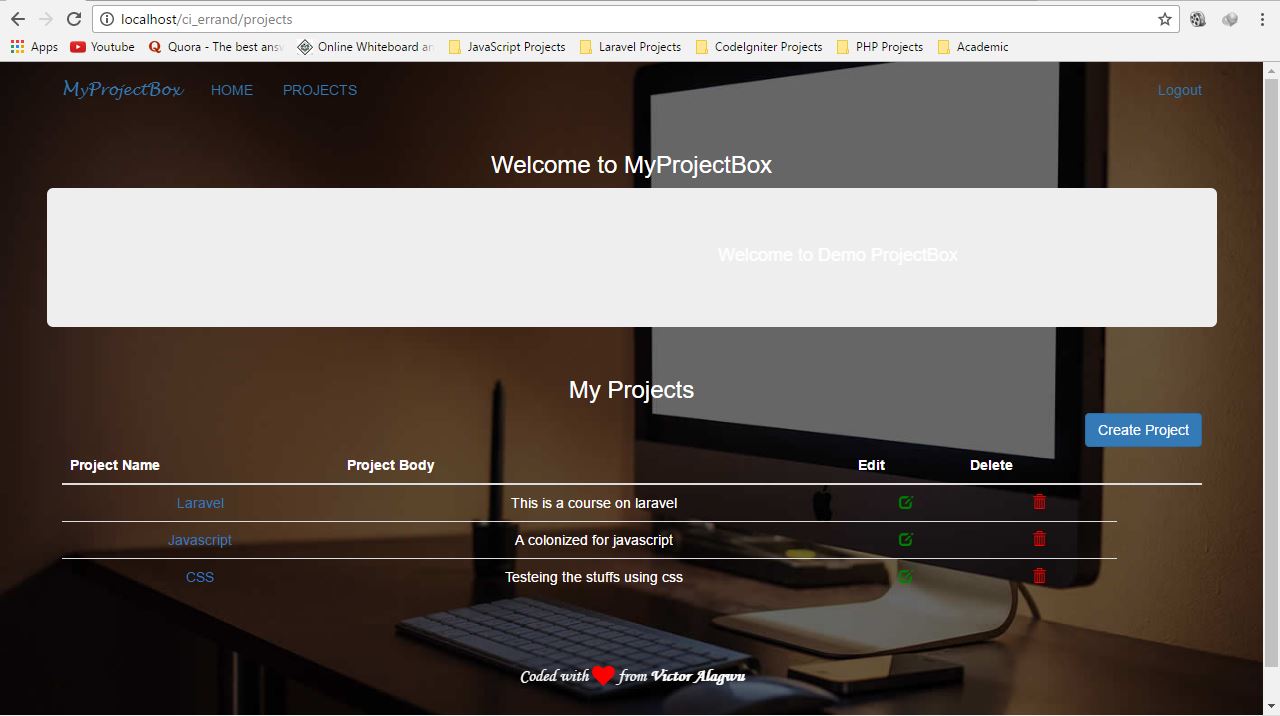 localhost/ci_errand/projects
Apps Youtube Quora - The best ans Online Whiteboard an JavaScript Projects Laravel Projects CodeIgniter Projects PHP Projects Academic
MyProjectBox HOME PROJECTS Logout
Welcome to MyProjectBox
Welcome to Demo ProjectBox
My Projects
Create Project
Project Name Project Body Edit Delete
Laravel This is a course on laravel
Javascript A colonized for javascript
CSS Testeing the stuffs using css
Coded with from Victor Alagwu